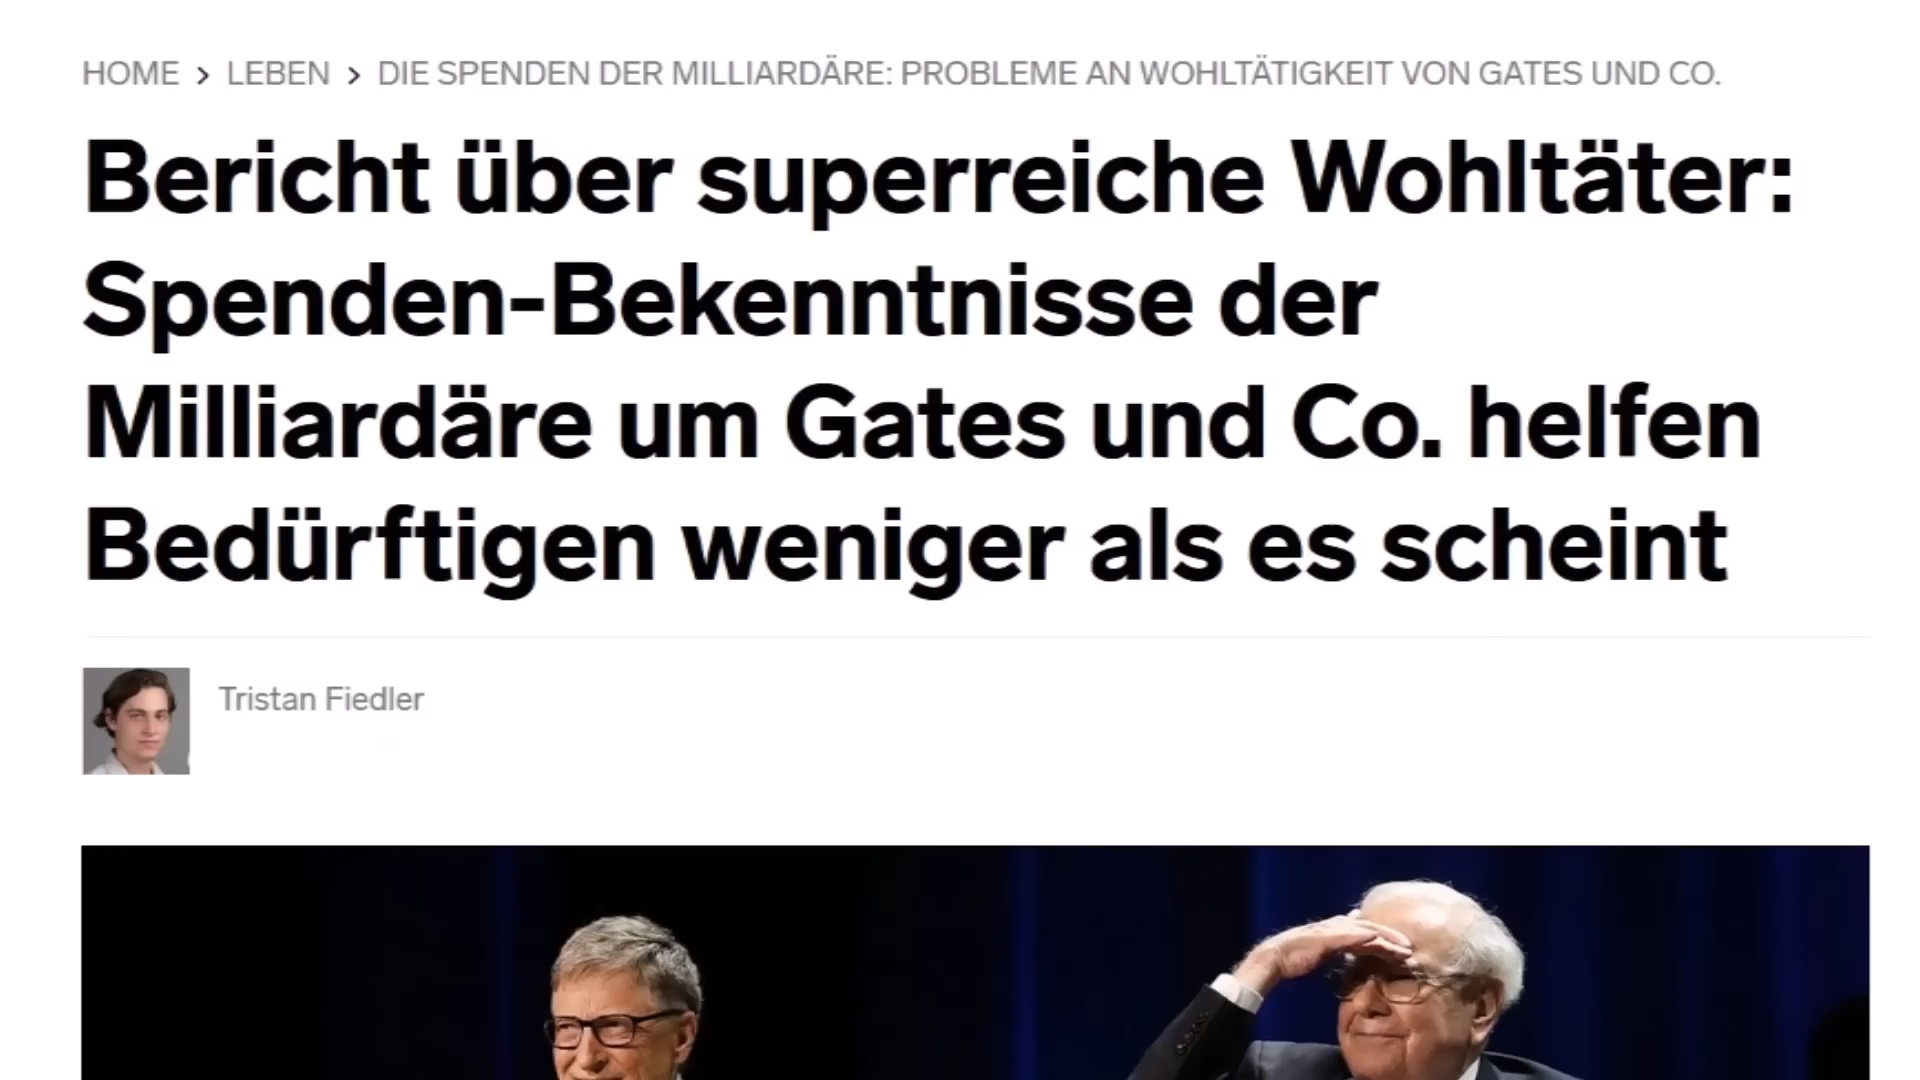 HOME > LEBEN > DIE SPENDEN DER MILLIARDÄRE: PROBLEME AN WOHLTÄTIGKEIT VON GATES UND CO.
Bericht über superreiche Wohltäter:
Spenden-Bekenntnisse der
Milliardäre um Gates und Co. helfen
Bedürftigen weniger als es scheint
Tristan Fiedler